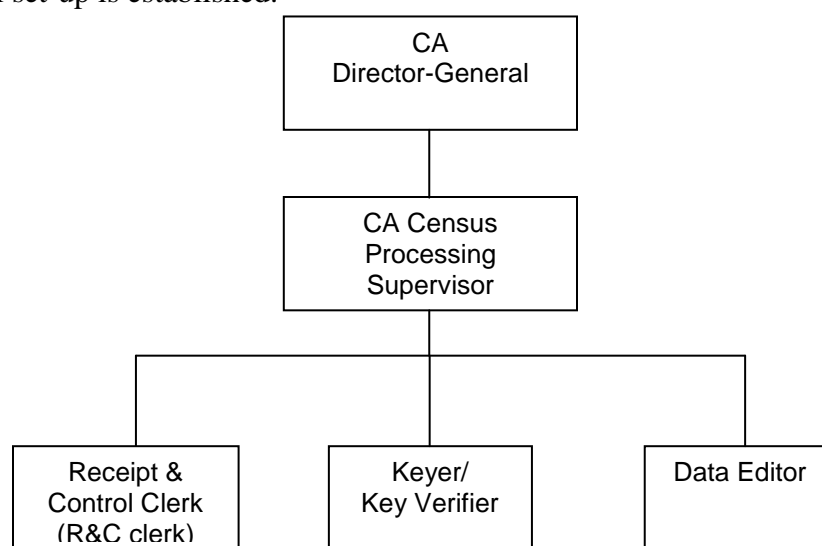 set-up is established.
CA
Director-General
CA Census
Processing
Supervisor
Receipt &
Control Clerk
(R&C clerk)
Keyer/
Key Verifier
Data Editor